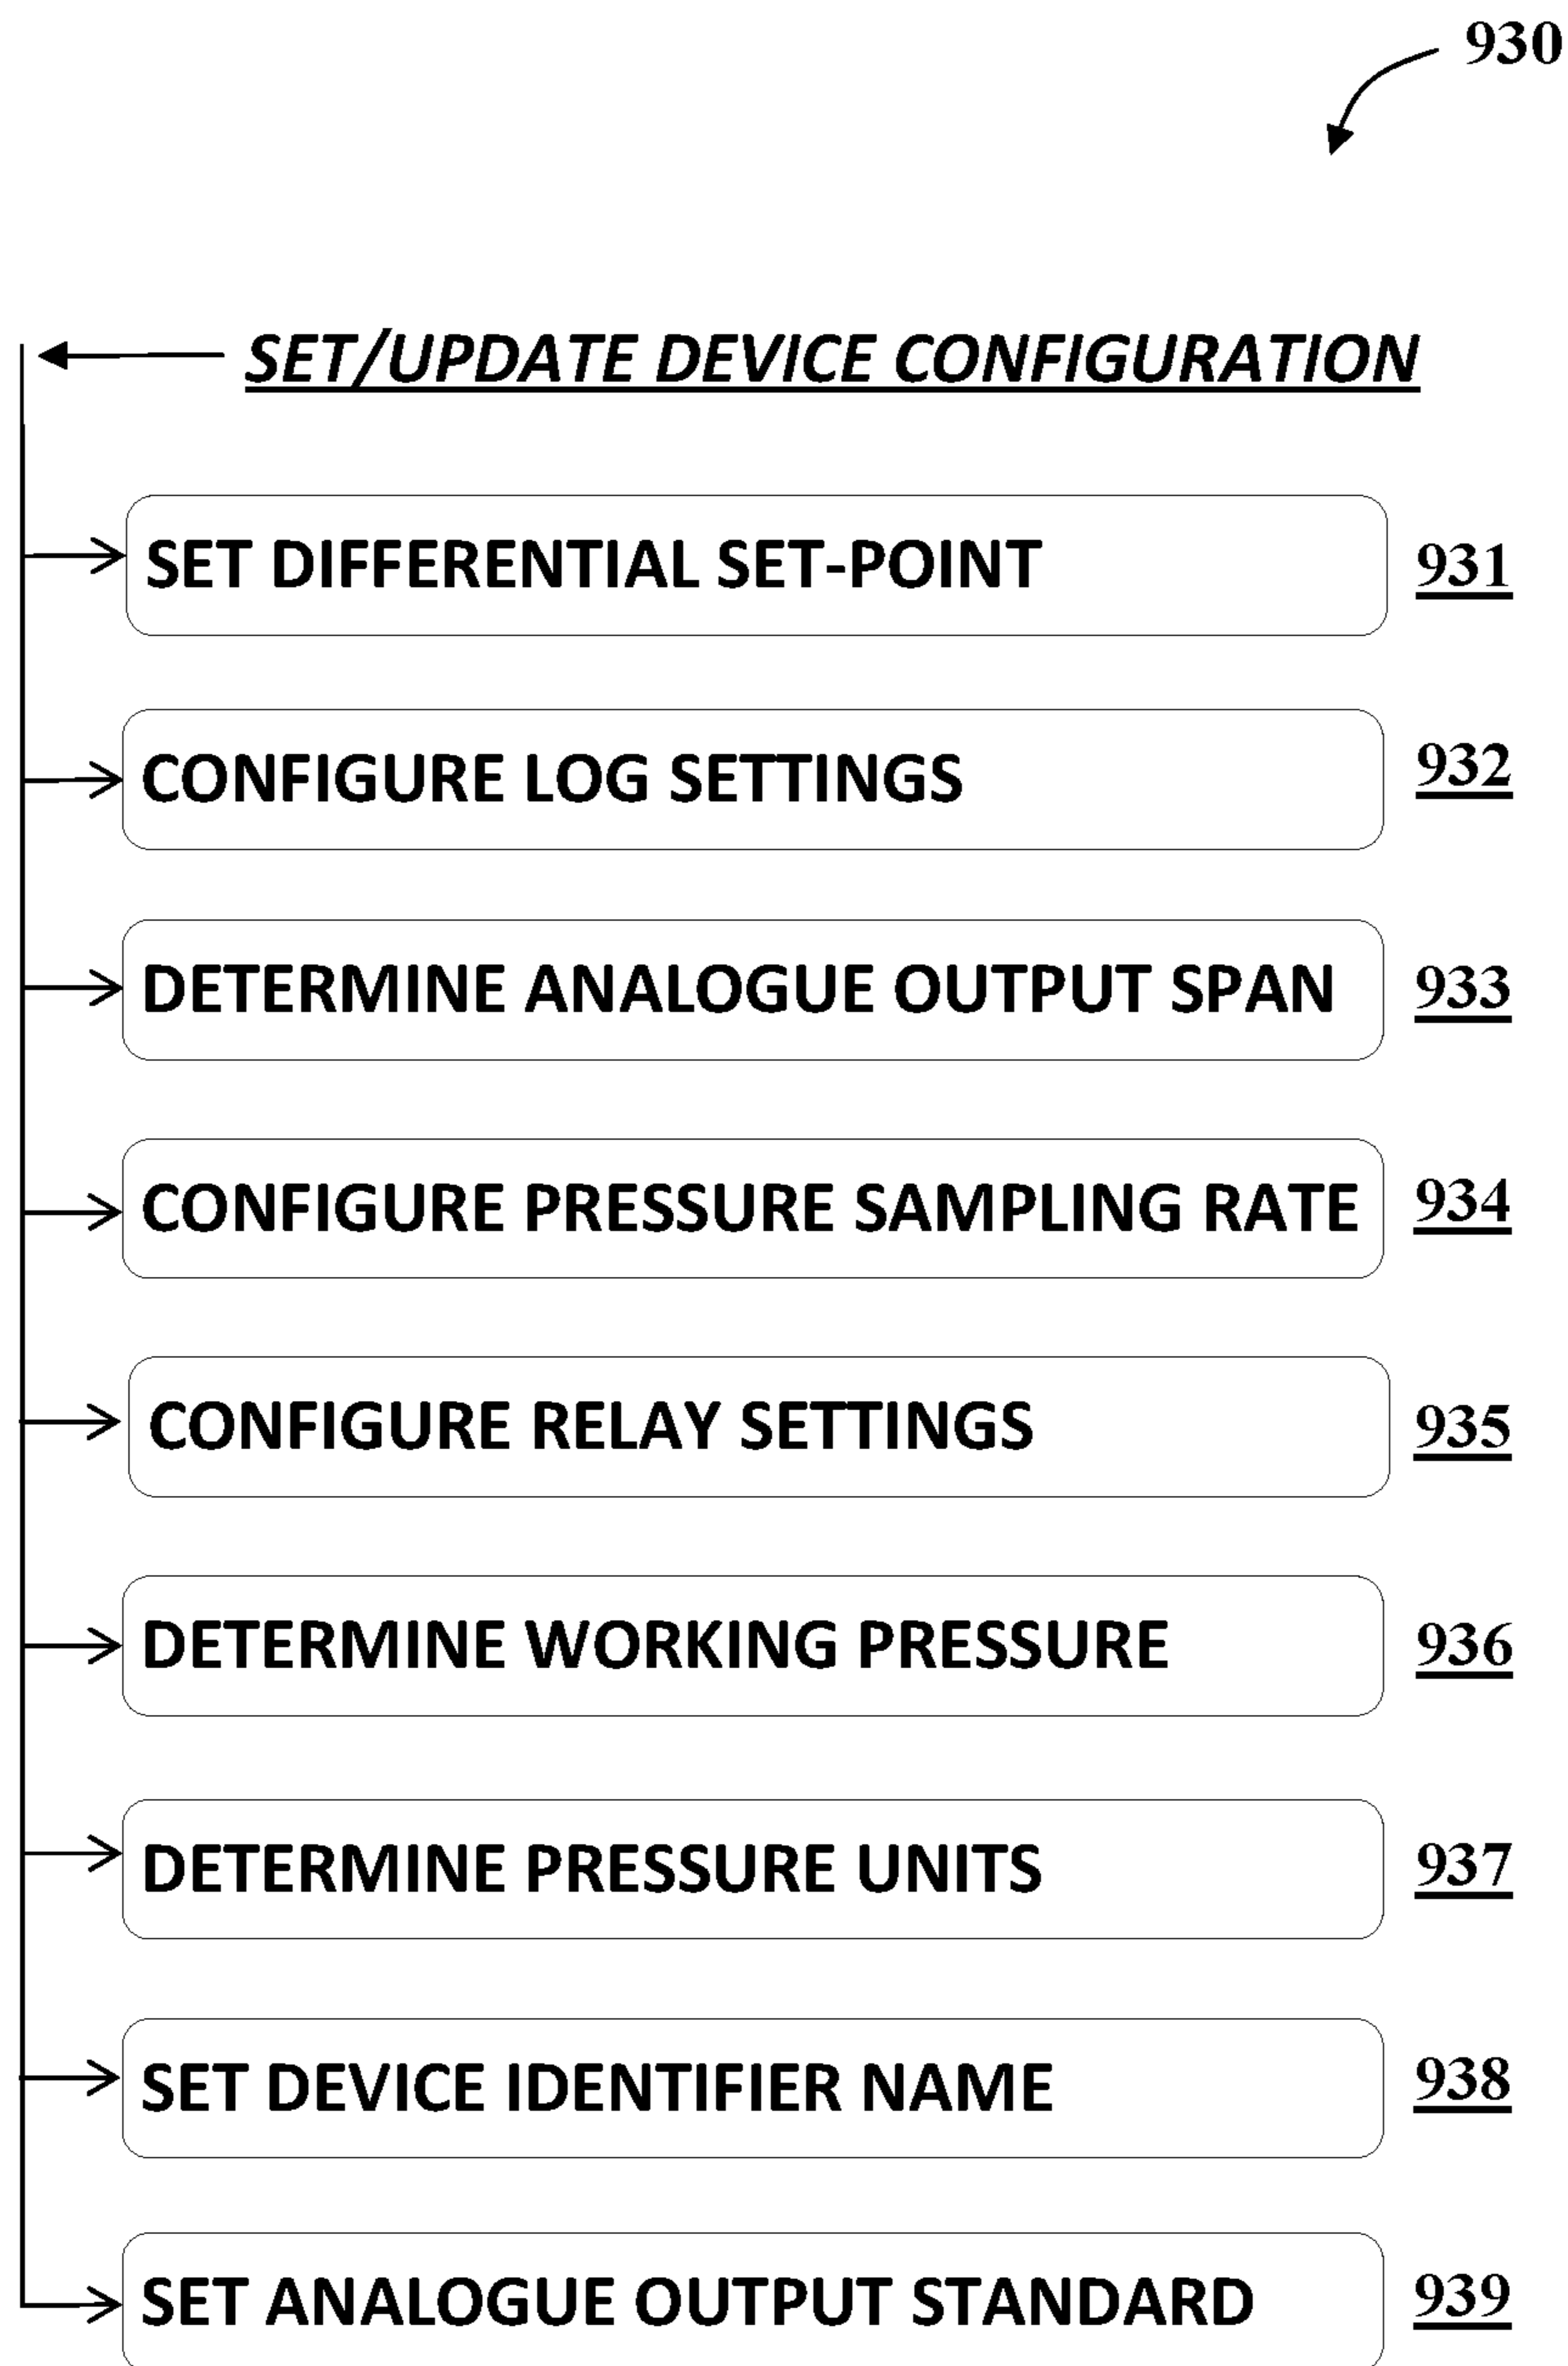 930
SET/UPDATE DEVICE CONFIGURATION
SET DIFFERENTIAL SET-POINT 931
CONFIGURE LOG SETTINGS 932
DETERMINE ANALOGUE OUTPUT SPAN 933
CONFIGURE PRESSURE SAMPLING RATE 934
CONFIGURE RELAY SETTINGS 935
DETERMINE WORKING PRESSURE 936
DETERMINE PRESSURE UNITS 937
SET DEVICE IDENTIFIER NAME 938
SET ANALOGUE OUTPUT STANDARD 939